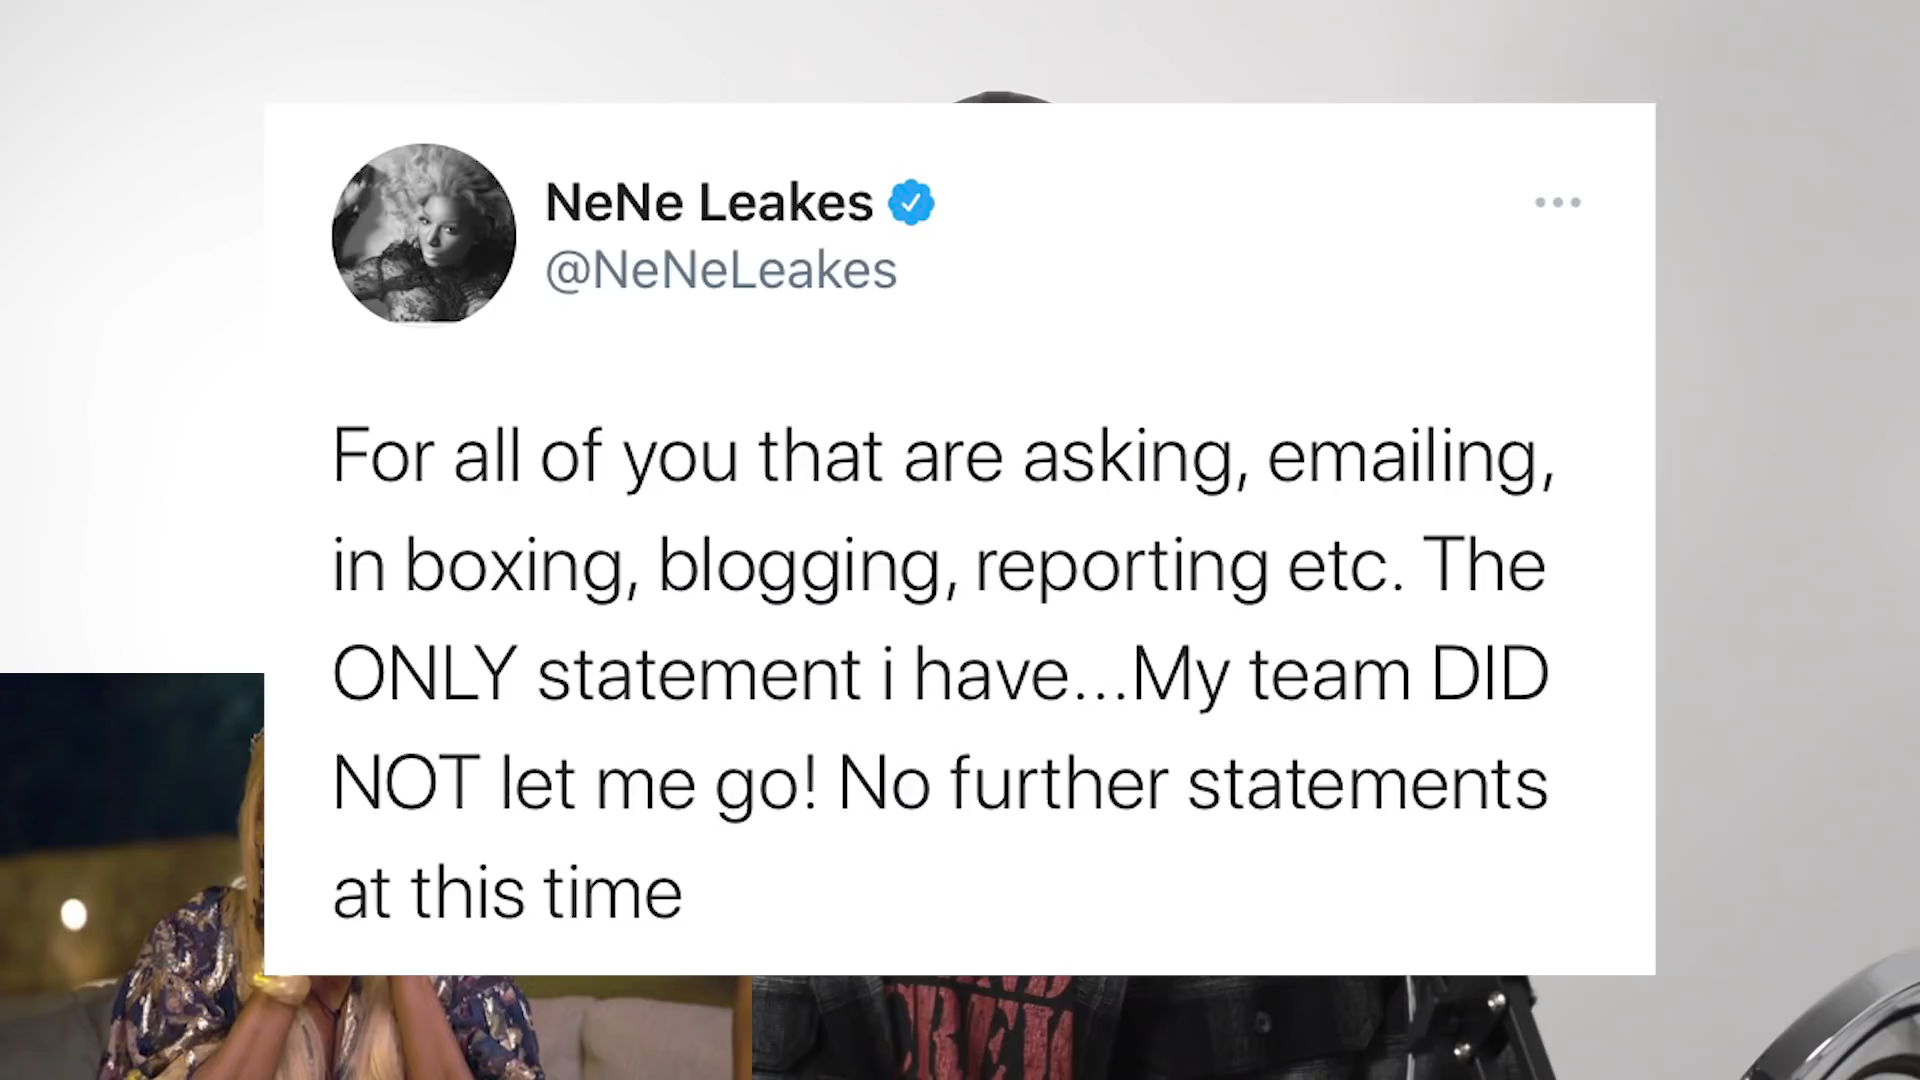 NeNe Leakes
@NeNeLeakes
For all of you that are asking, emailing,
in boxing, blogging, reporting etc. The
ONLY statement i have...My team DID
NOT let me go! No further statements
at this time